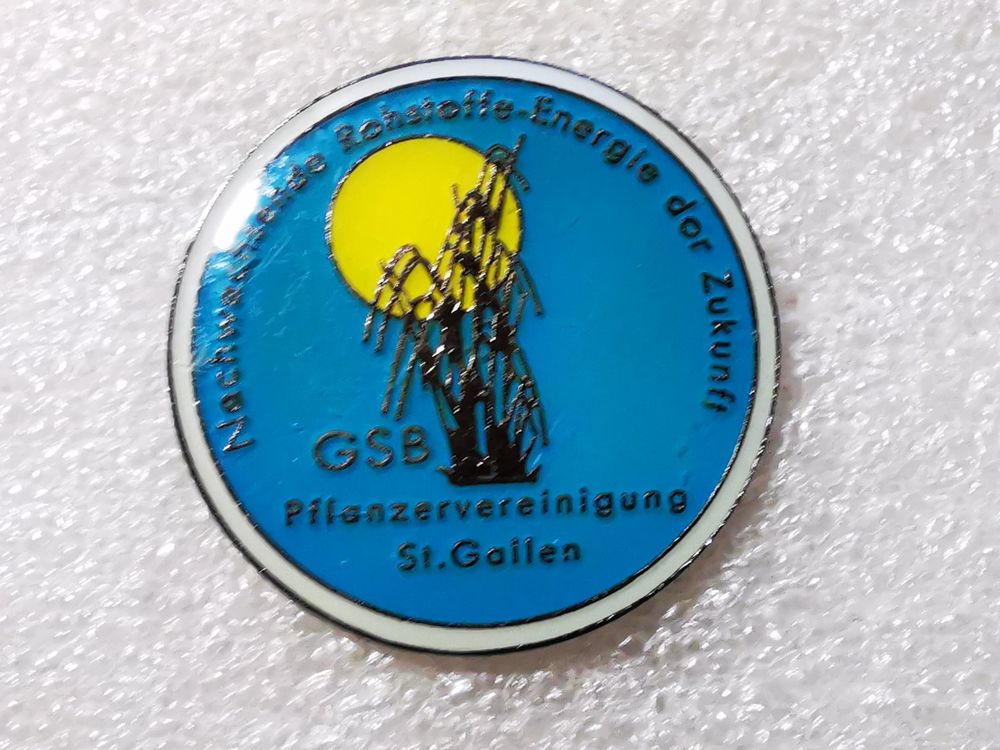 Nachwachsende Rohstoffe-Energie der Zukunft
GSB
Pflanzervereinigung
St.Gallen